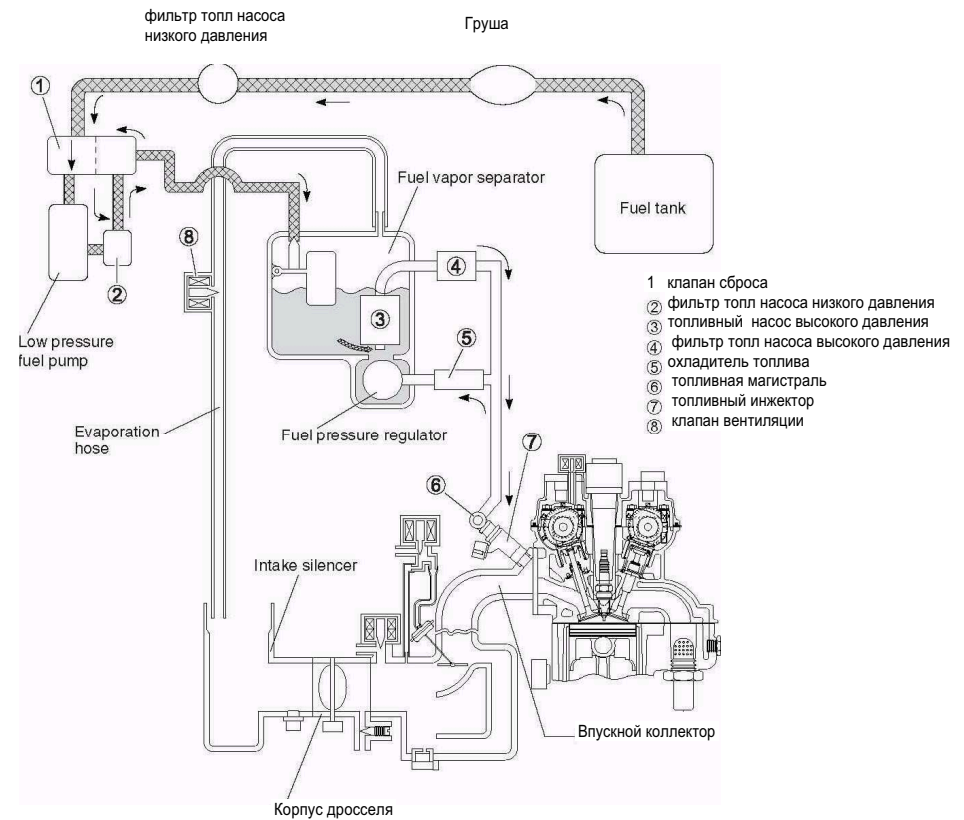 фильтр топл насоса
низкого давления
Груша
①
Fuel vapor separator
Fuel tank
⑧
④
②
③
Low pressure
fuel pump
⑤
1 клапан сброса
② фильтр топл насоса низкого давления
③ топливный насос высокого давления
④ фильтр топл насоса высокого давления
⑤ охладитель топлива
⑥ топливная магистраль
⑦ топливный инжектор
⑧ клапан вентиляции
Evaporation
hose
Fuel pressure regulator
⑦
⑥
Intake silencer
Впускной коллектор
Корпус дросселя